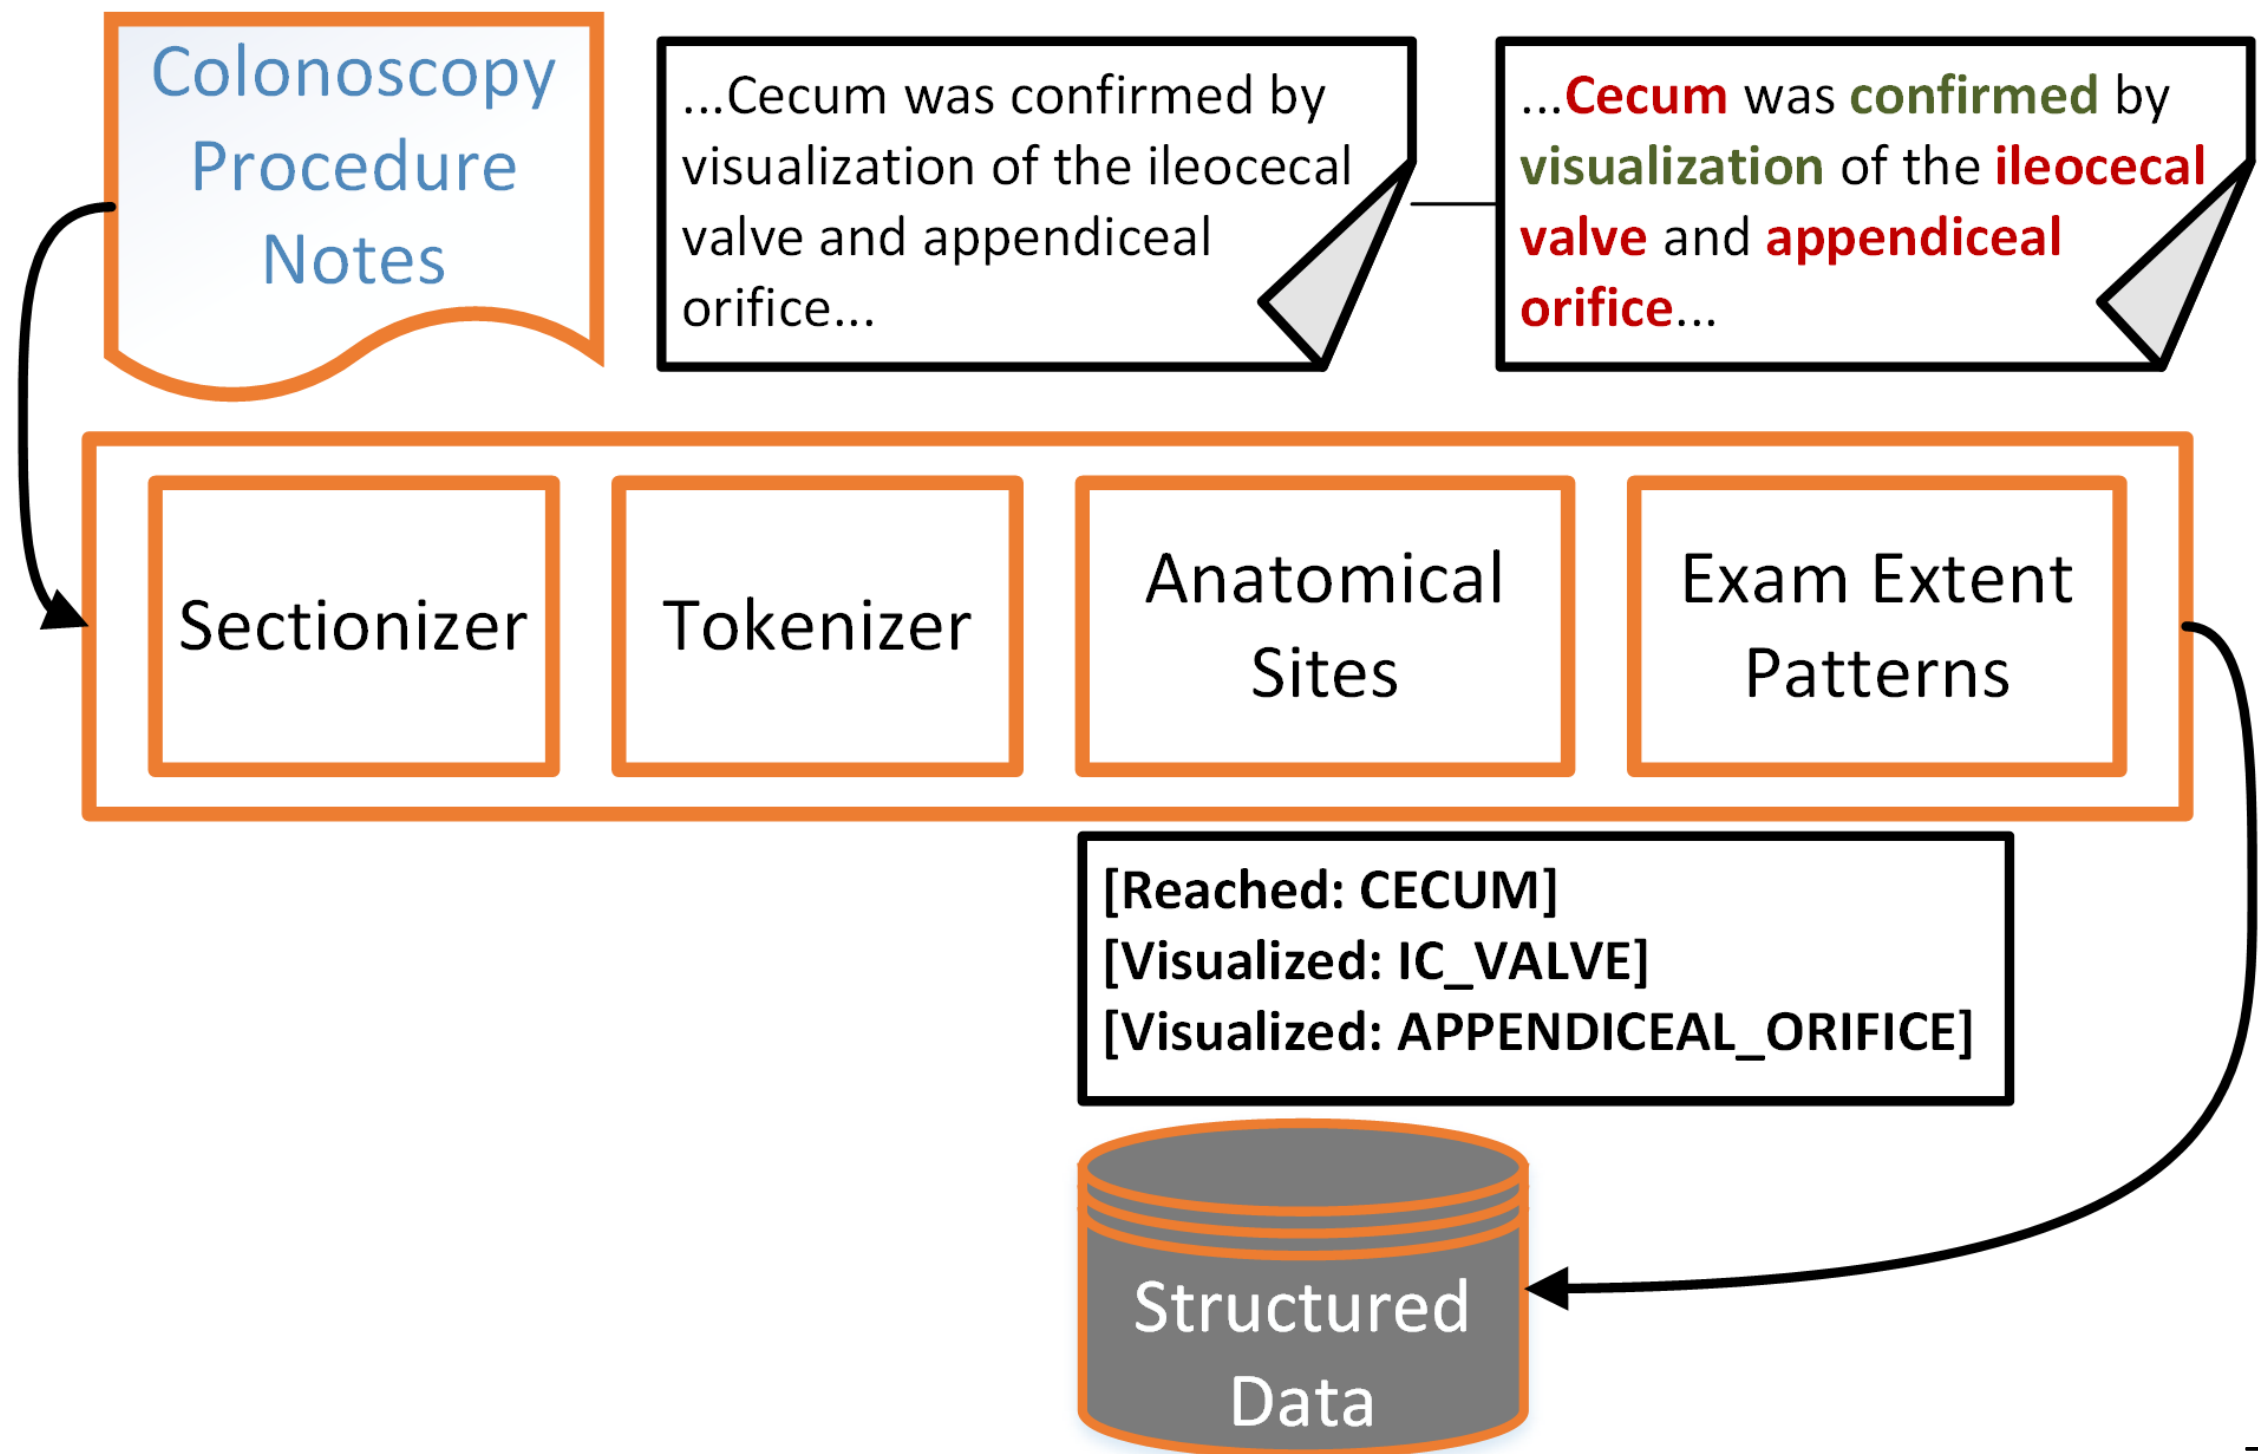 Colonoscopy
Procedure
Notes
...Cecum was confirmed by
visualization of the ileocecal
valve and appendiceal
orifice...
...Cecum was confirmed by
visualization of the ileocecal
valve and appendiceal
orifice...
Sectionizer
Tokenizer
Anatomical
Sites
Exam Extent
Patterns
[Reached: CECUM]
[Visualized: IC_VALVE]
[Visualized: APPENDICEAL_ORIFICE]
Structured
Data